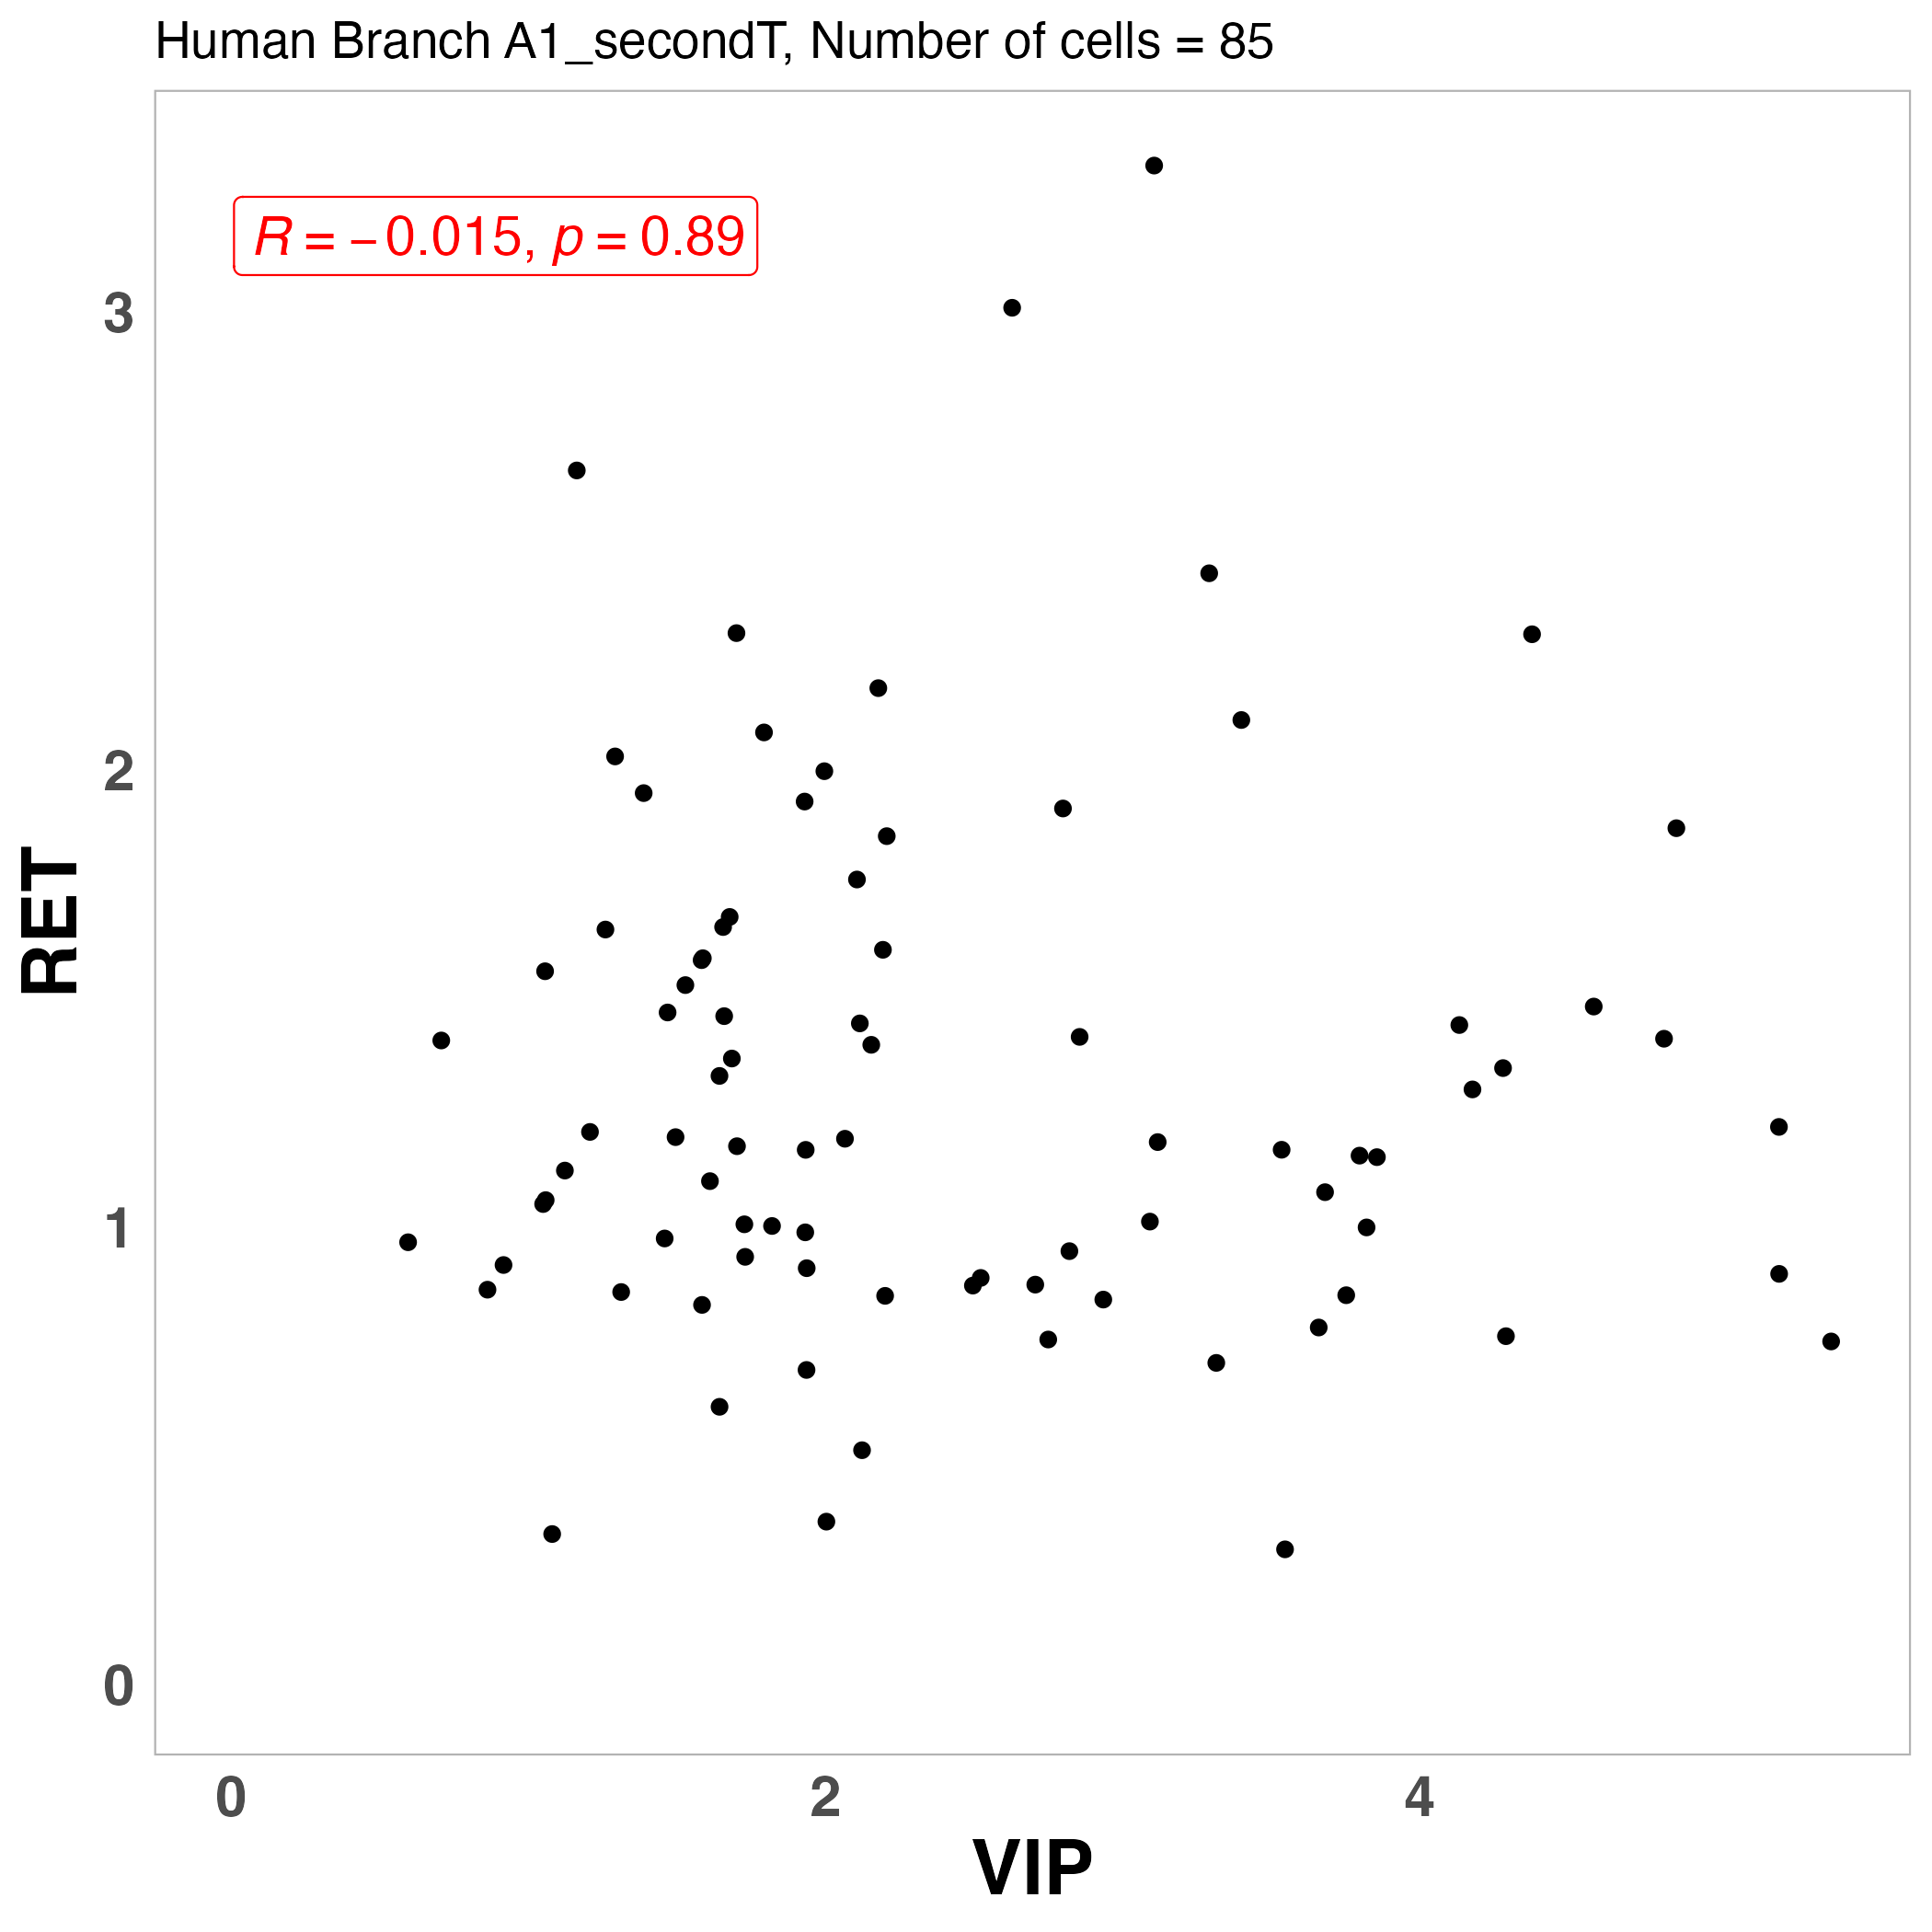 Human Branch A1_secondT, Number of cells = 85
R = −0.015, p = 0.89
3
2
1
0
RET
0 2 4
VIP